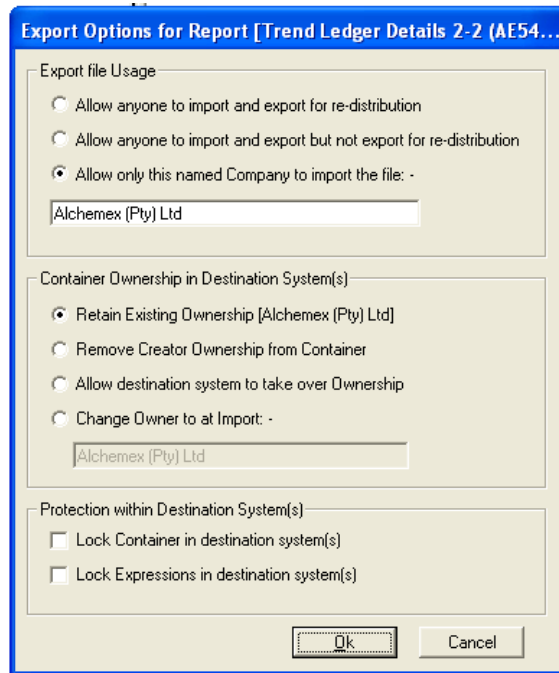 Export Options for Report [Trend Ledger Details 2-2 (AE54...
Export file Usage
Allow anyone to import and export for re-distribution
Allow anyone to import and export but not export for re-distribution
Allow only this named Company to import the file: -
Alchemex (Pty) Ltd
Container Ownership in Destination System(s)
Retain Existing Ownership [Alchemex (Pty) Ltd]
Remove Creator Ownership from Container
Allow destination system to take over Ownership
Change Owner to at Import: -
Alchemex (Pty) Ltd
Protection within Destination System(s)
Lock Container in destination system(s)
Lock Expressions in destination system(s)
Ok Cancel